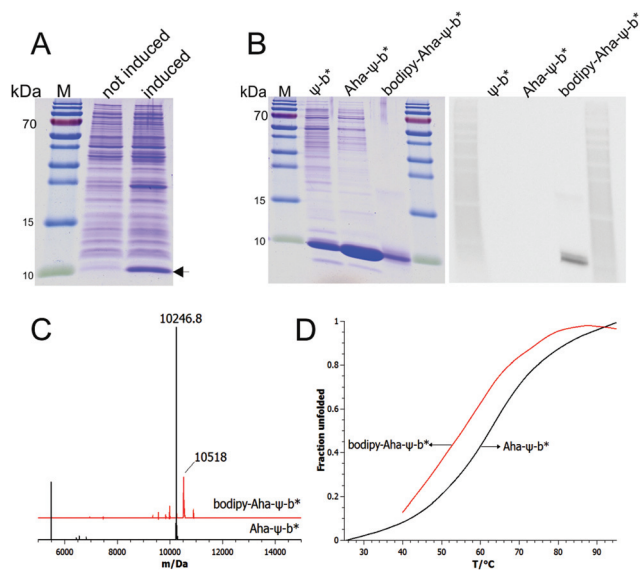 A
not induced
induced
kDa M
70
15
10
B
ψ-b*
Aha-ψ-b*
bodipy-Aha-ψ-b*
kDa M
70
15
10
ψ-b*
Aha-ψ-b*
bodipy-Aha-ψ-b*
C
10246.8
10518
bodipy-Aha-ψ-b*
Aha-ψ-b*
6000 8000 10000 12000 14000
m/Da
D
1
0.8
0.6
0.4
0.2
0
Fraction unfolded
bodipy-Aha-ψ-b*
Aha-ψ-b*
30 40 50 60 70 80 90
T/°C